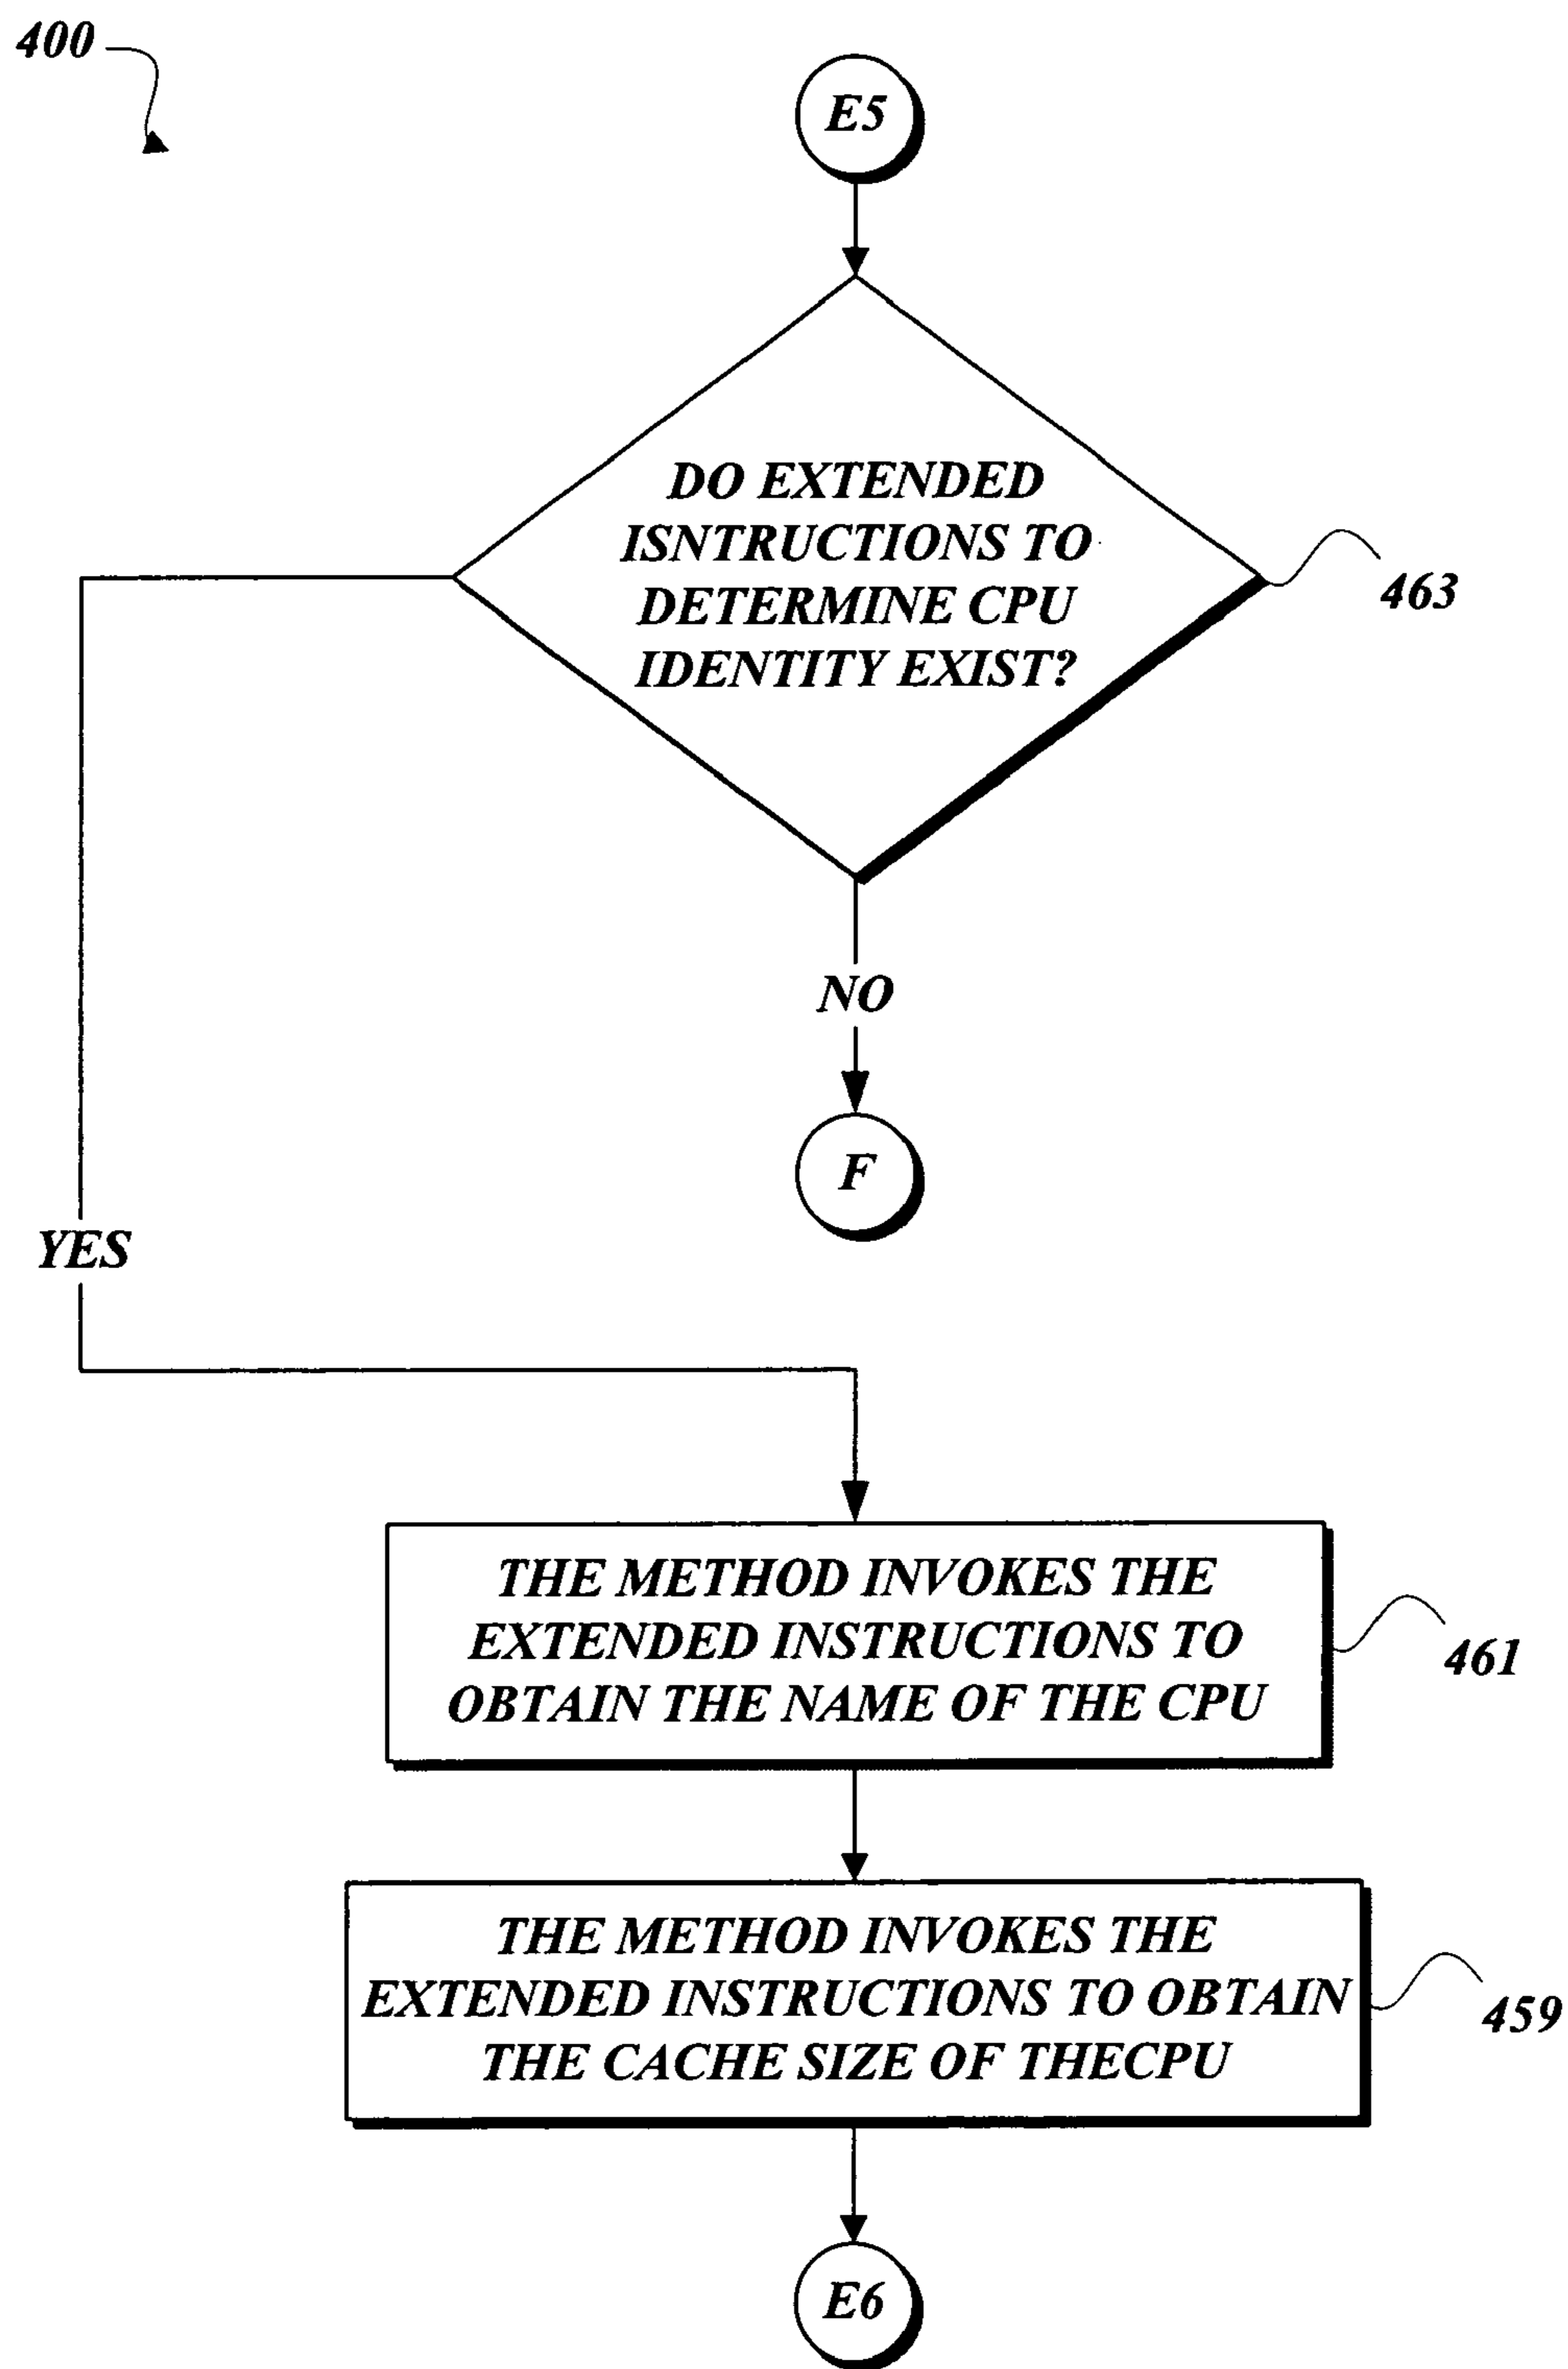 400
E5
DO EXTENDED
ISNTRUCTIONS TO
DETERMINE CPU
IDENTITY EXIST?
463
NO
F
YES
THE METHOD INVOKES THE
EXTENDED INSTRUCTIONS TO
OBTAIN THE NAME OF THE CPU
461
THE METHOD INVOKES THE
EXTENDED INSTRUCTIONS TO OBTAIN
THE CACHE SIZE OF THECPU
459
E6